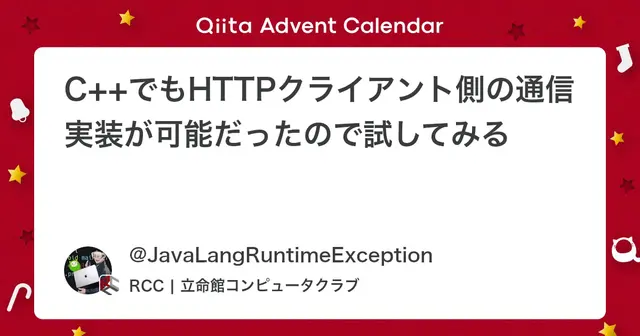 Qiita Advent Calendar
C++でもHTTPクライアント側の通信
実装が可能だったので試してみる
@JavaLangRuntimeException
RCC | 立命館コンピュータクラブ